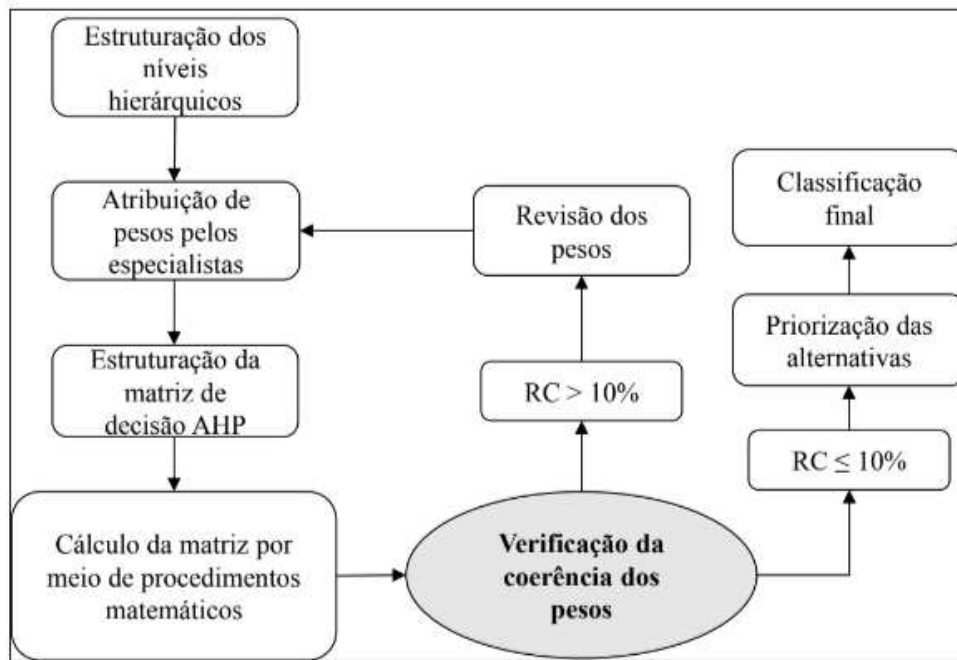 Estruturação dos
níveis
hierárquicos
Atribuição de
pesos pelos
especialistas
Estruturação da
matriz de
decisão AHP
Cálculo da matriz por
meio de procedimentos
matemáticos
Verificação da
coerência dos
pesos
RC > 10%
Revisão dos
pesos
RC ≤ 10%
Priorização das
alternativas
Classificação
final